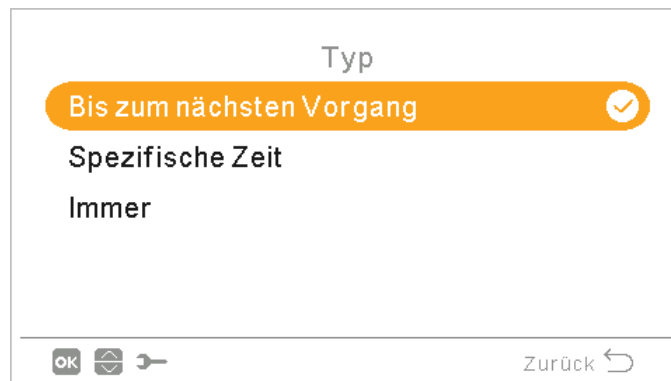 Typ
Bis zum nächsten Vorgang
Spezifische Zeit
Immer
OK
Zurück